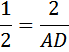 1/2 = 2/AD